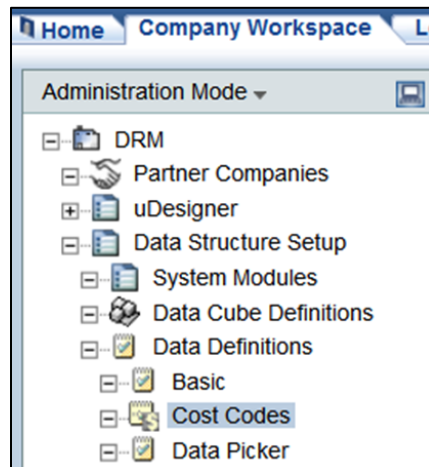 Home Company Workspace L
Administration Mode
DRM
Partner Companies
uDesigner
Data Structure Setup
System Modules
Data Cube Definitions
Data Definitions
Basic
Cost Codes
Data Picker